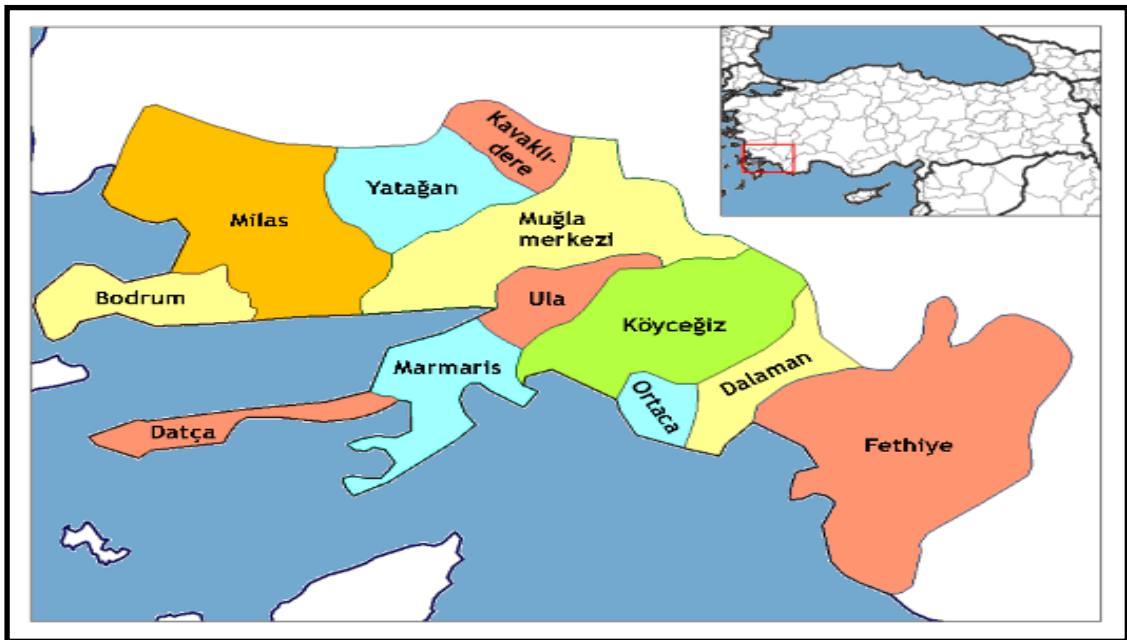 Kavaklı-
dere
Yatağan
Milas
Muğla
merkezi
Bodrum
Ula
Köyceğiz
Marmaris
Dalaman
Ortaca
Datça
Fethiye